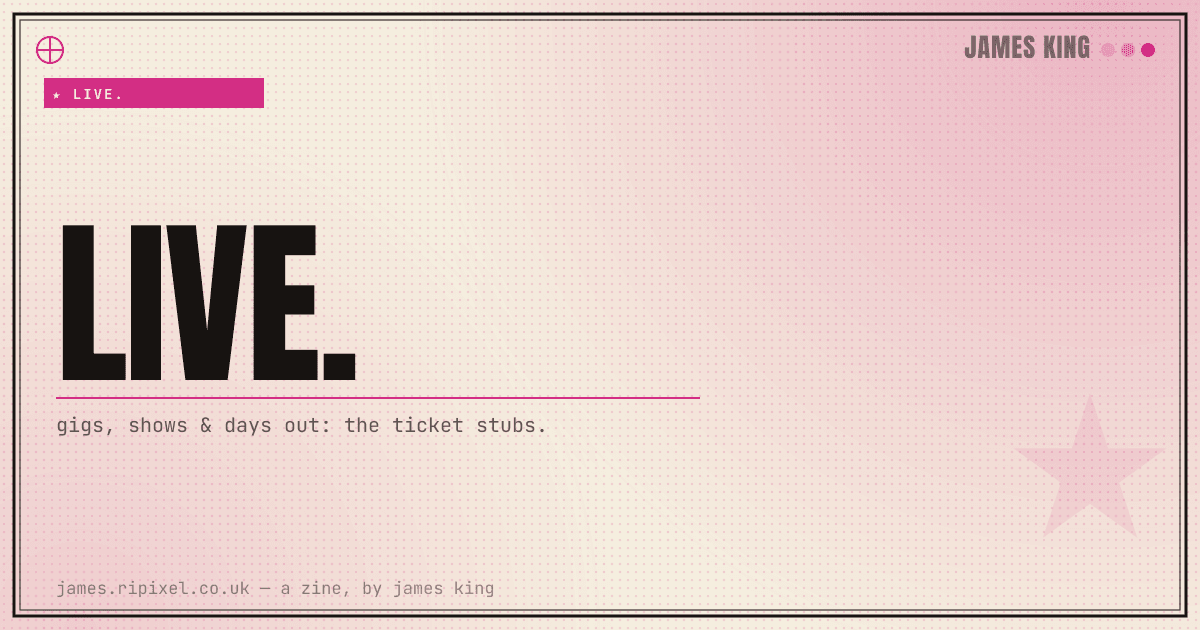 JAMES KING
★ LIVE.
LIVE.
gigs, shows & days out: the ticket stubs.
james.ripixel.co.uk — a zine, by james king